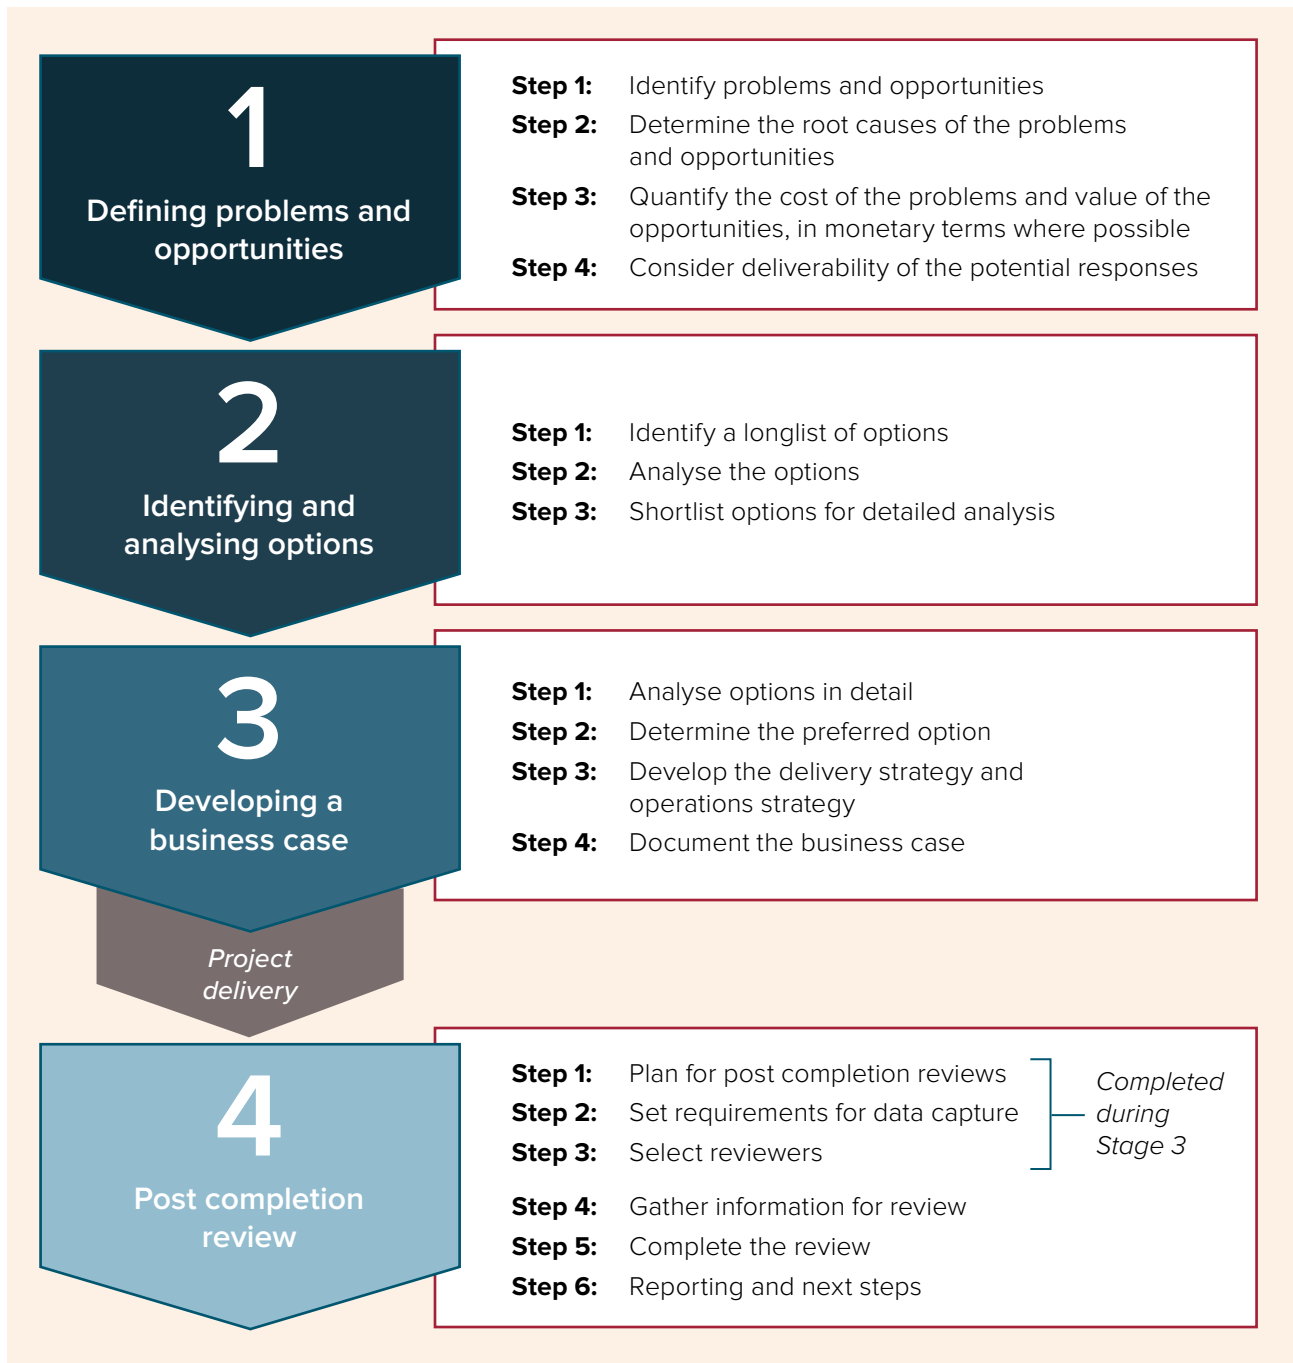 1
Defining problems and
opportunities
Step 1: Identify problems and opportunities
Step 2: Determine the root causes of the problems
and opportunities
Step 3: Quantify the cost of the problems and value of the
opportunities, in monetary terms where possible
Step 4: Consider deliverability of the potential responses
2
Identifying and
analysing options
Step 1: Identify a longlist of options
Step 2: Analyse the options
Step 3: Shortlist options for detailed analysis
3
Developing a
business case
Step 1: Analyse options in detail
Step 2: Determine the preferred option
Step 3: Develop the delivery strategy and
operations strategy
Step 4: Document the business case
Project
delivery
4
Post completion
review
Step 1: Plan for post completion reviews
Step 2: Set requirements for data capture
Step 3: Select reviewers
Completed
during
Stage 3
Step 4: Gather information for review
Step 5: Complete the review
Step 6: Reporting and next steps